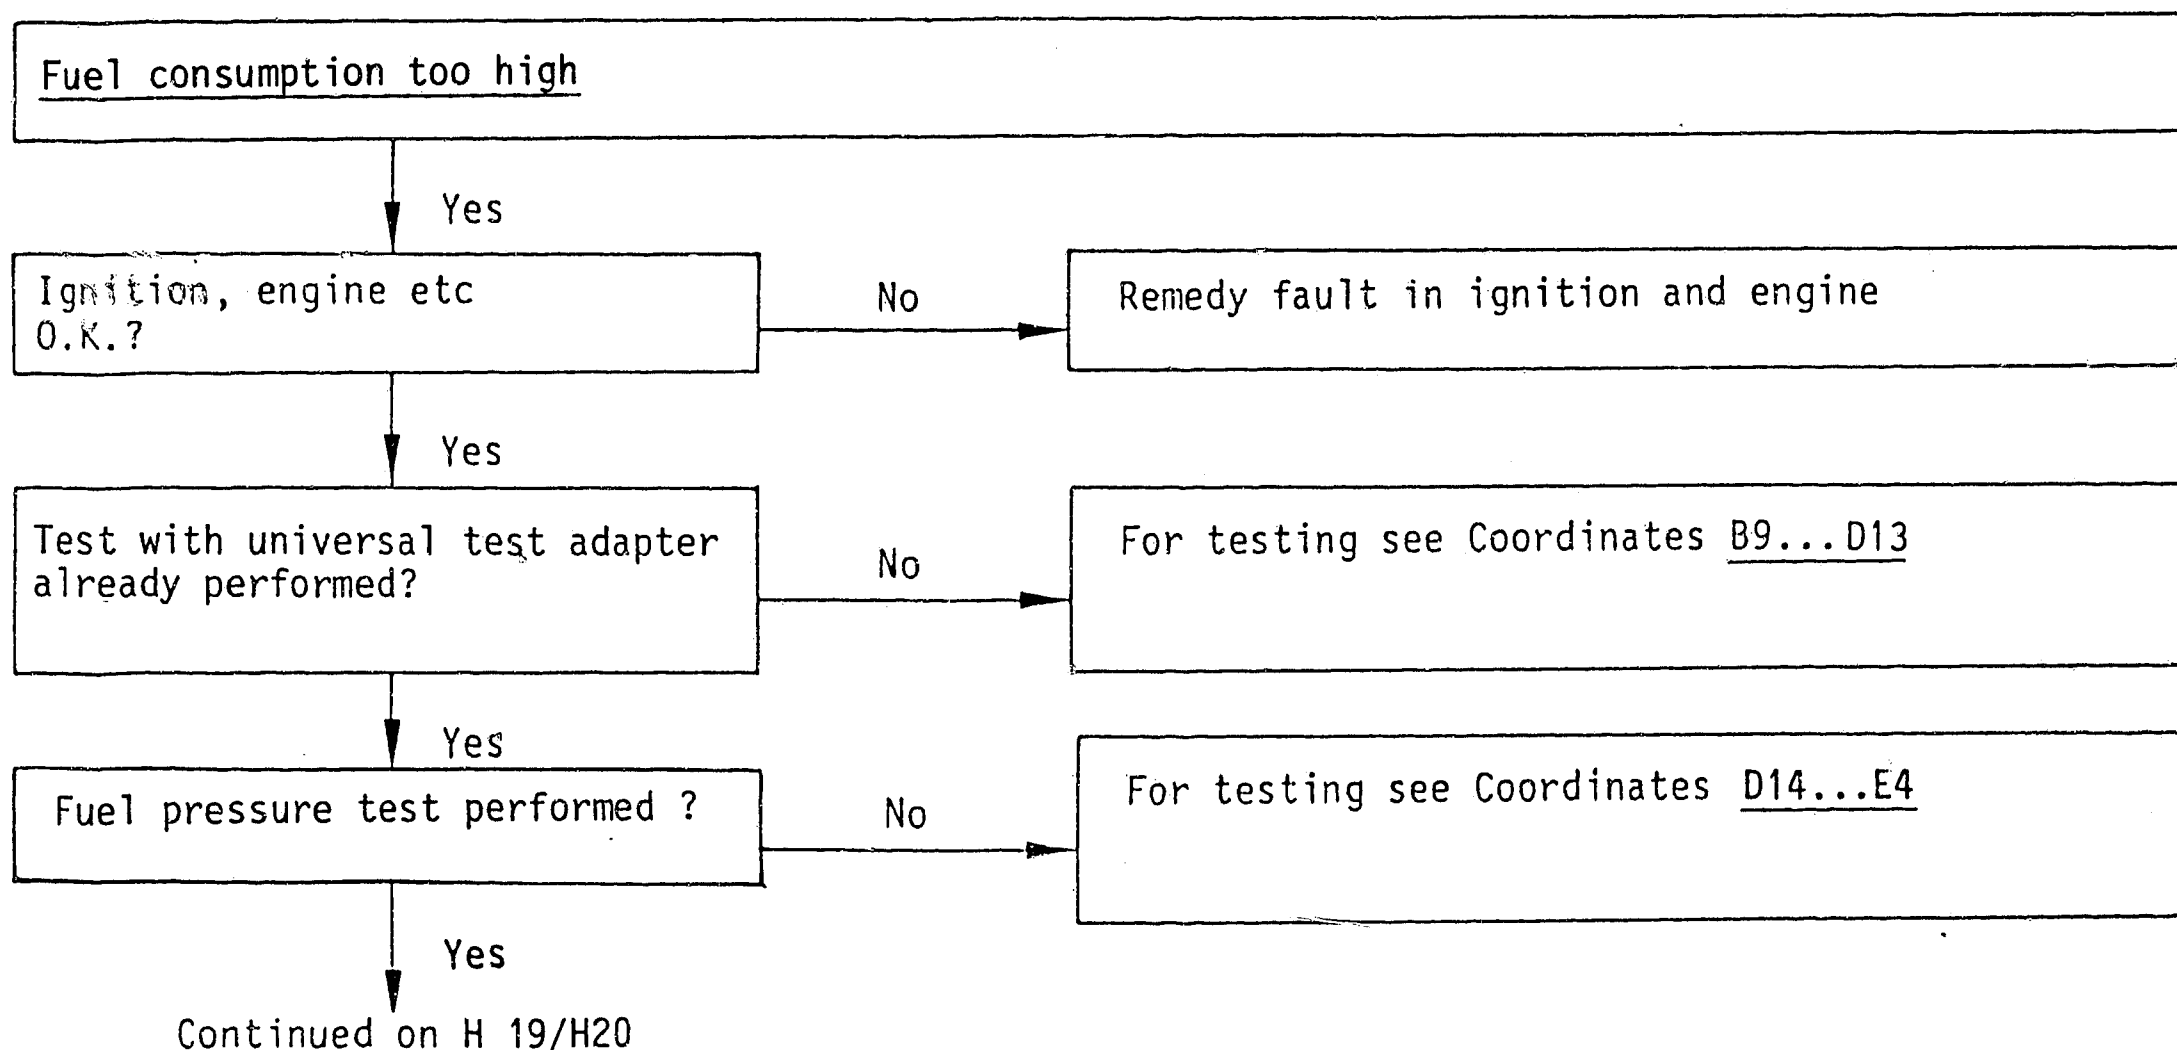 Fuel consumption too high
Yes
Ignition, engine etc
O.K.?
No
Remedy fault in ignition and engine
Yes
Test with universal test adapter
already performed?
No
For testing see Coordinates B9...D13
Yes
Fuel pressure test performed ?
No
For testing see Coordinates D14...E4
Yes
Continued on H 19/H20